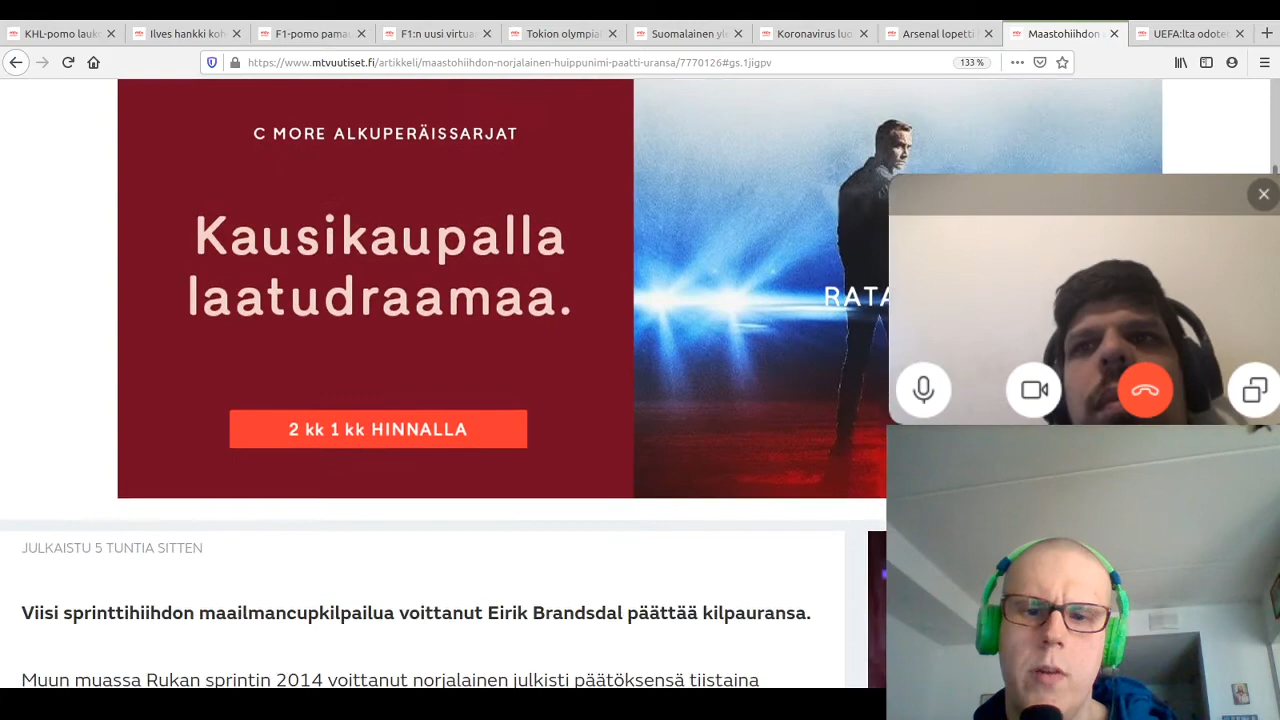 KHL-pomo lauk
Ilves hankki koh
F1-pomo pama
F1:n uusi virtua
Tokion olympia
Suomalainen yl
Koronavirus luo
Arsenal lopetti
Maastohiihdon
UEFA:lta odote
https://www.mtvuutiset.fi/artikkeli/maastohiihdon-norjalainen-huippunimi-paatti-uransa/7770126#gs.1jigpv
133 %
C MORE ALKUPERÄISSARJAT
Kausikaupalla
laatudraamaa.
RATA
2 kk 1 kk HINNALLA
JULKAISTU 5 TUNTIA SITTEN
Viisi sprinttihiihdon maailmancupkilpailua voittanut Eirik Brandsdal päättää kilpauransa.
Muun muassa Rukan sprintin 2014 voittanut norjalainen julkisti päätöksensä tiistaina